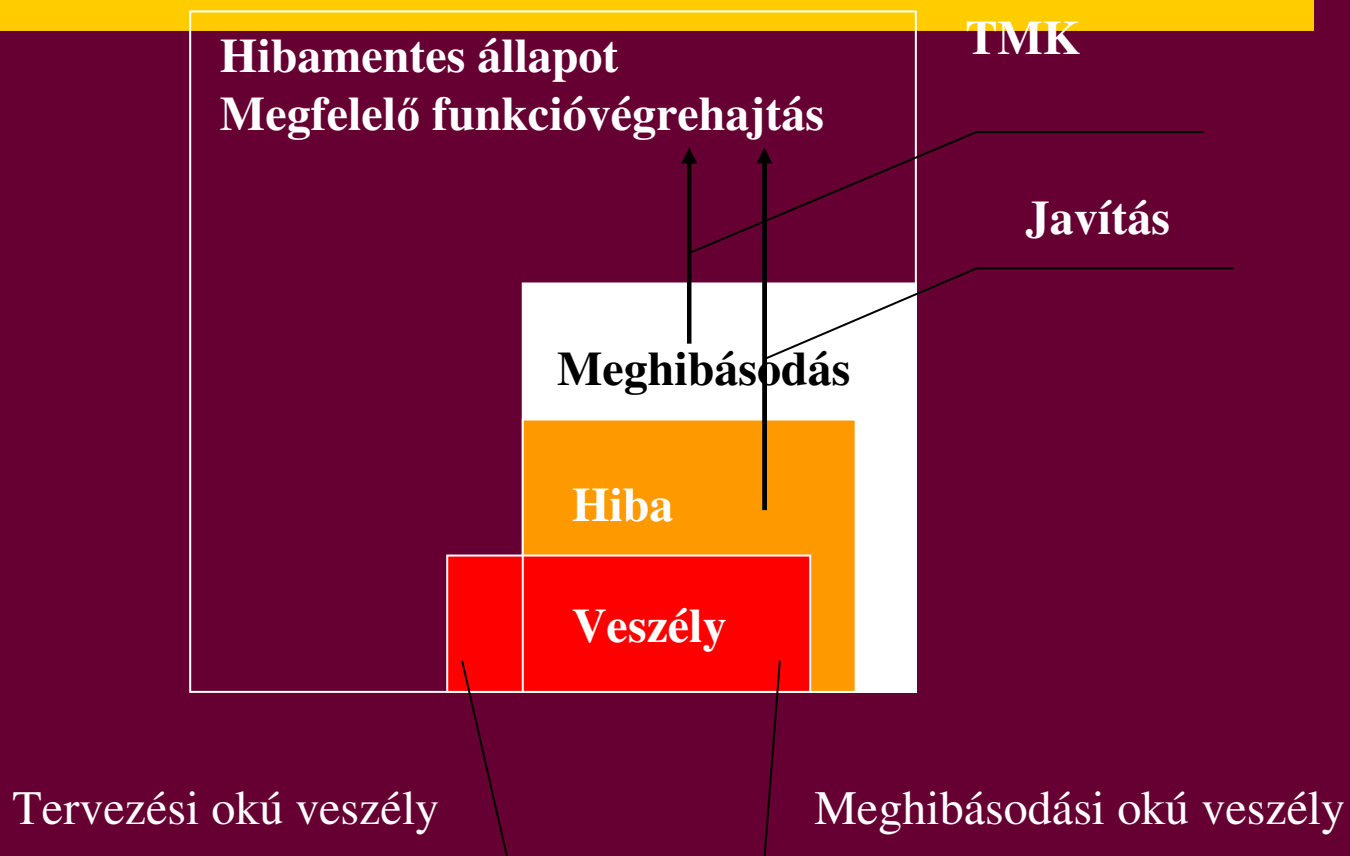 TMK
Hibamentes állapot
Megfelelő funkcióvégrehajtás
Javítás
Meghibásodás
Hiba
Veszély
Tervezési okú veszély
Meghibásodási okú veszély